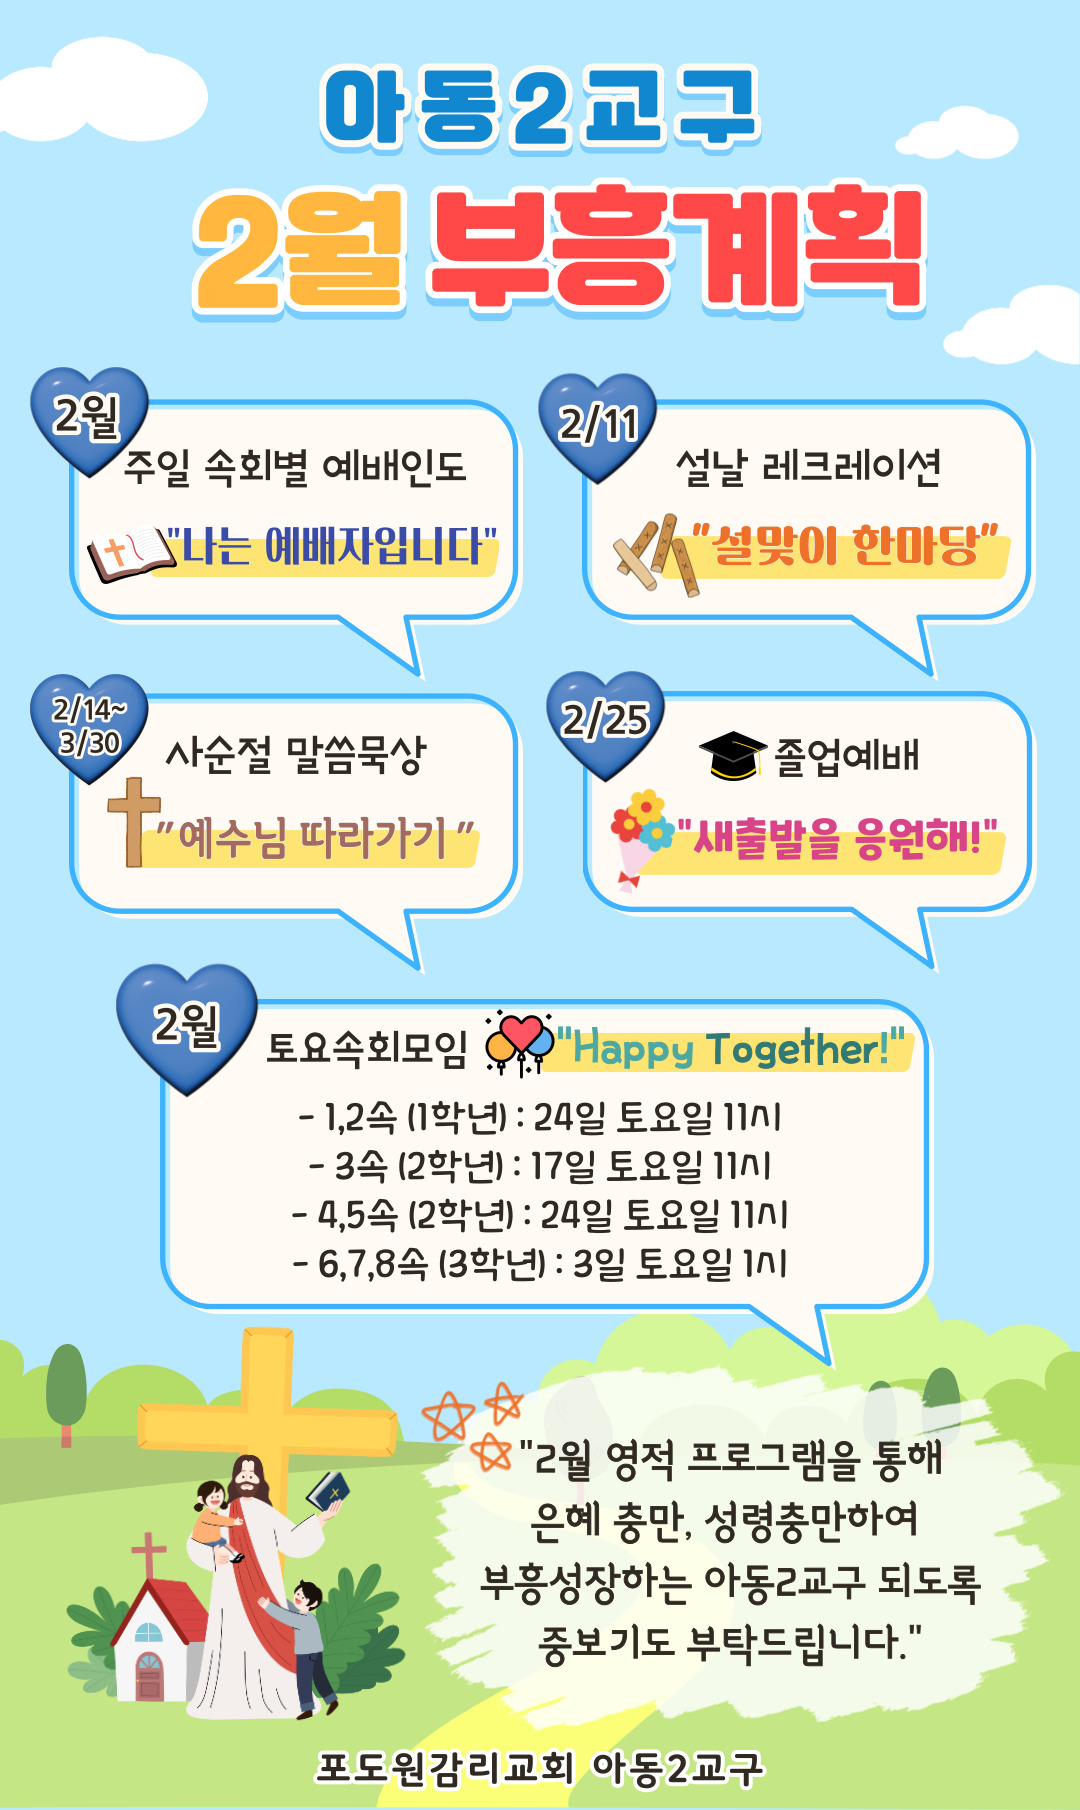 아동2교구
2월 부흥계획
2월
주일 속회별 예배인도
"나는 예배자입니다"
2/11
설날 레크레이션
"설맞이 한마당"
2/14~
3/30
사순절 말씀묵상
"예수님 따라가기"
2/25
졸업예배
"새출발을 응원해!"
2월
토요속회모임 "Happy Together!"
- 1,2속 (1학년) : 24일 토요일 11시
- 3속 (2학년) : 17일 토요일 11시
- 4,5속 (2학년) : 24일 토요일 11시
- 6,7,8속 (3학년) : 3일 토요일 1시
"2월 영적 프로그램을 통해
은혜 충만, 성령충만하여
부흥성장하는 아동2교구 되도록
중보기도 부탁드립니다."
포도원감리교회 아동2교구